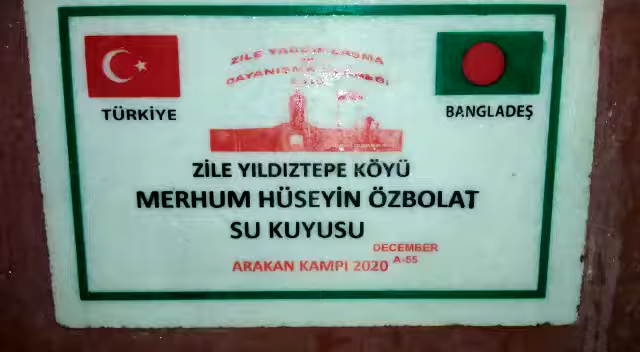 ZİLE YARDIMLAŞMA
VE
DAYANIŞMA DERNEĞİ
TÜRKİYE
BANGLADEŞ
ZİLE YILDIZTEPE KÖYÜ
MERHUM HÜSEYİN ÖZBOLAT
SU KUYUSU
DECEMBER
ARAKAN KAMPI 2020 A-55